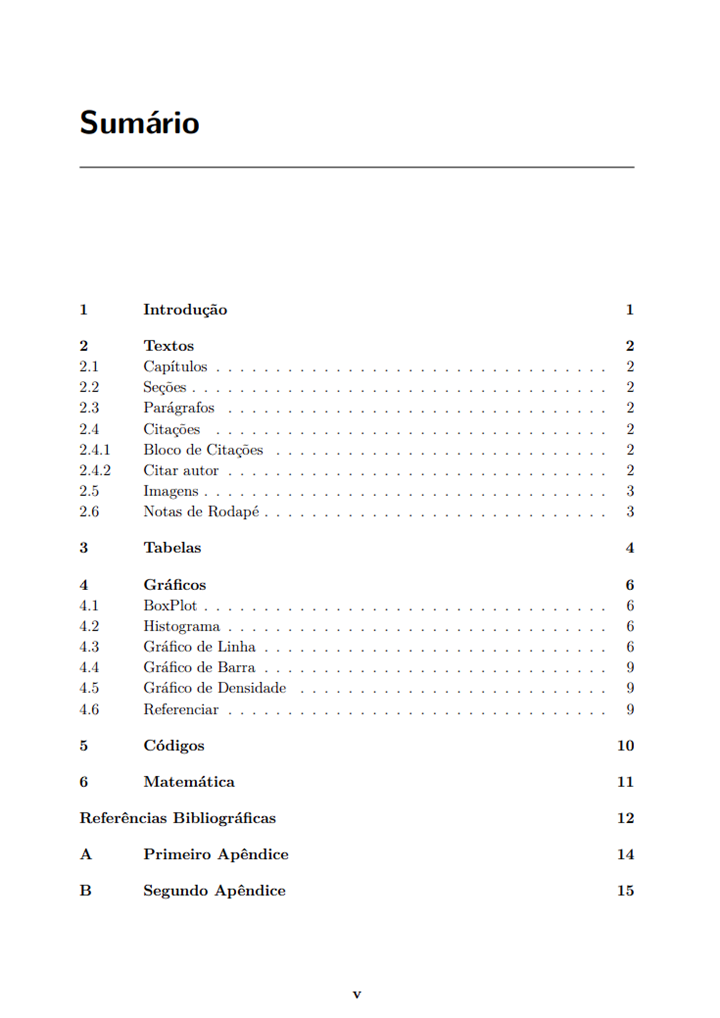 Sumário
1 Introdução 1
2 Textos 2
2.1 Capítulos . . . . . . . . . . . . . . . . . . . . . . . . . . . . . . . . . 2
2.2 Seções . . . . . . . . . . . . . . . . . . . . . . . . . . . . . . . . . . . 2
2.3 Parágrafos . . . . . . . . . . . . . . . . . . . . . . . . . . . . . . . . 2
2.4 Citações . . . . . . . . . . . . . . . . . . . . . . . . . . . . . . . . . 2
2.4.1 Bloco de Citações . . . . . . . . . . . . . . . . . . . . . . . . . . . . 2
2.4.2 Citar autor . . . . . . . . . . . . . . . . . . . . . . . . . . . . . . . . 2
2.5 Imagens . . . . . . . . . . . . . . . . . . . . . . . . . . . . . . . . . . 3
2.6 Notas de Rodapé . . . . . . . . . . . . . . . . . . . . . . . . . . . . . 3
3 Tabelas 4
4 Gráficos 6
4.1 BoxPlot . . . . . . . . . . . . . . . . . . . . . . . . . . . . . . . . . . 6
4.2 Histograma . . . . . . . . . . . . . . . . . . . . . . . . . . . . . . . . 6
4.3 Gráfico de Linha . . . . . . . . . . . . . . . . . . . . . . . . . . . . . 6
4.4 Gráfico de Barra . . . . . . . . . . . . . . . . . . . . . . . . . . . . . 9
4.5 Gráfico de Densidade . . . . . . . . . . . . . . . . . . . . . . . . . . 9
4.6 Referenciar . . . . . . . . . . . . . . . . . . . . . . . . . . . . . . . . 9
5 Códigos 10
6 Matemática 11
Referências Bibliográficas 12
A Primeiro Apêndice 14
B Segundo Apêndice 15
v